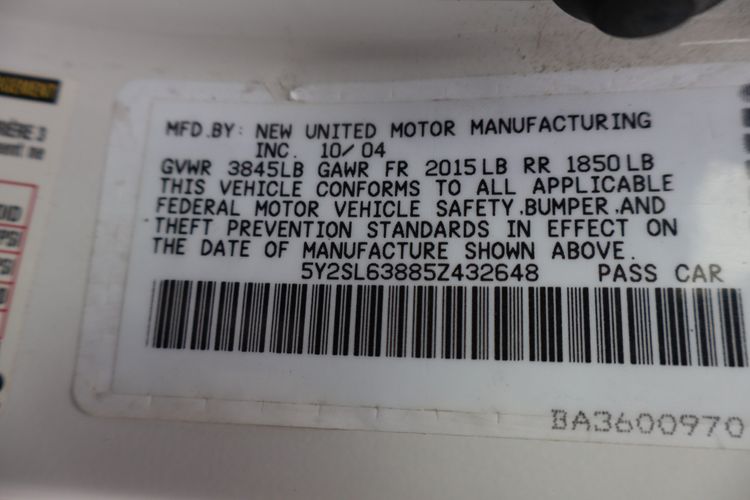 MFD.BY: NEW UNITED MOTOR MANUFACTURING
INC. 10/04
GVWR 3845LB GAWR FR 2015LB RR 1850LB
THIS VEHICLE CONFORMS TO ALL APPLICABLE
FEDERAL MOTOR VEHICLE SAFETY.BUMPER.AND
THEFT PREVENTION STANDARDS IN EFFECT ON
THE DATE OF MANUFACTURE SHOWN ABOVE.
5Y2SL63885Z432648 PASS CAR
BA3600970